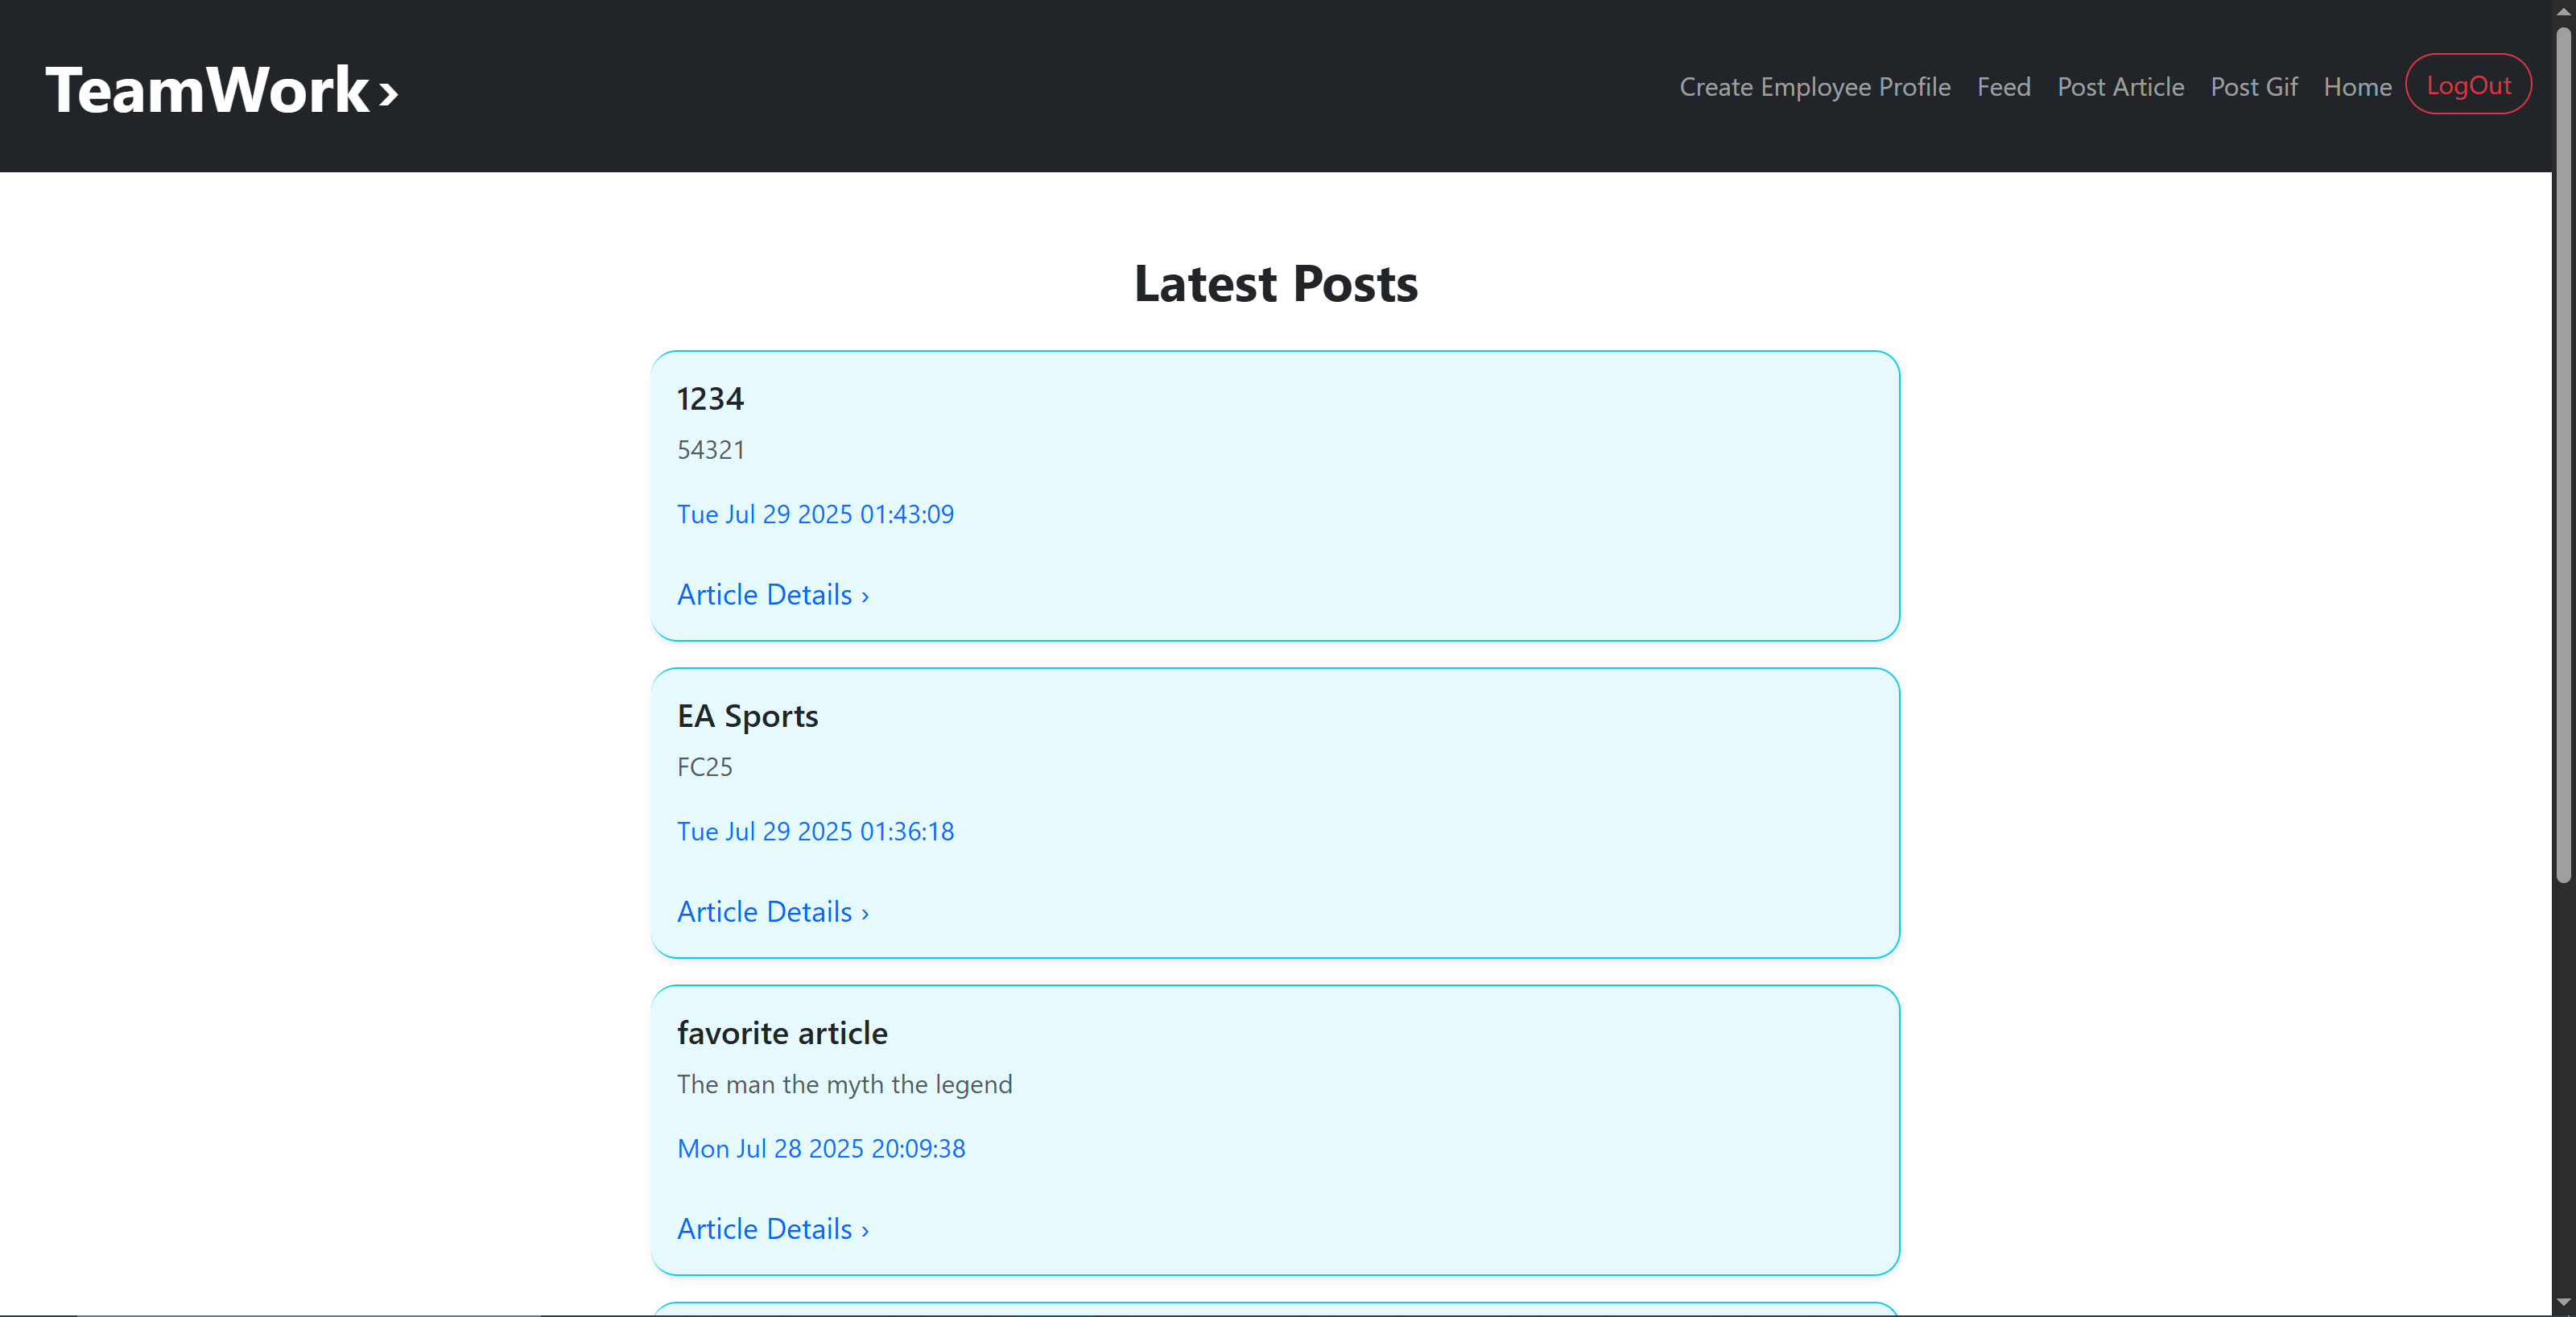 TeamWork ›
Create Employee Profile Feed Post Article Post Gif Home LogOut
Latest Posts
1234
54321
Tue Jul 29 2025 01:43:09
Article Details ›
EA Sports
FC25
Tue Jul 29 2025 01:36:18
Article Details ›
favorite article
The man the myth the legend
Mon Jul 28 2025 20:09:38
Article Details ›